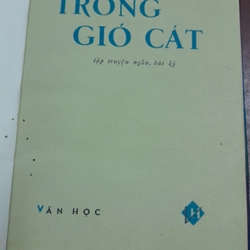 TRONG
GIÓ CÁT
tập truyện ngắn, bút ký
VĂN HỌC